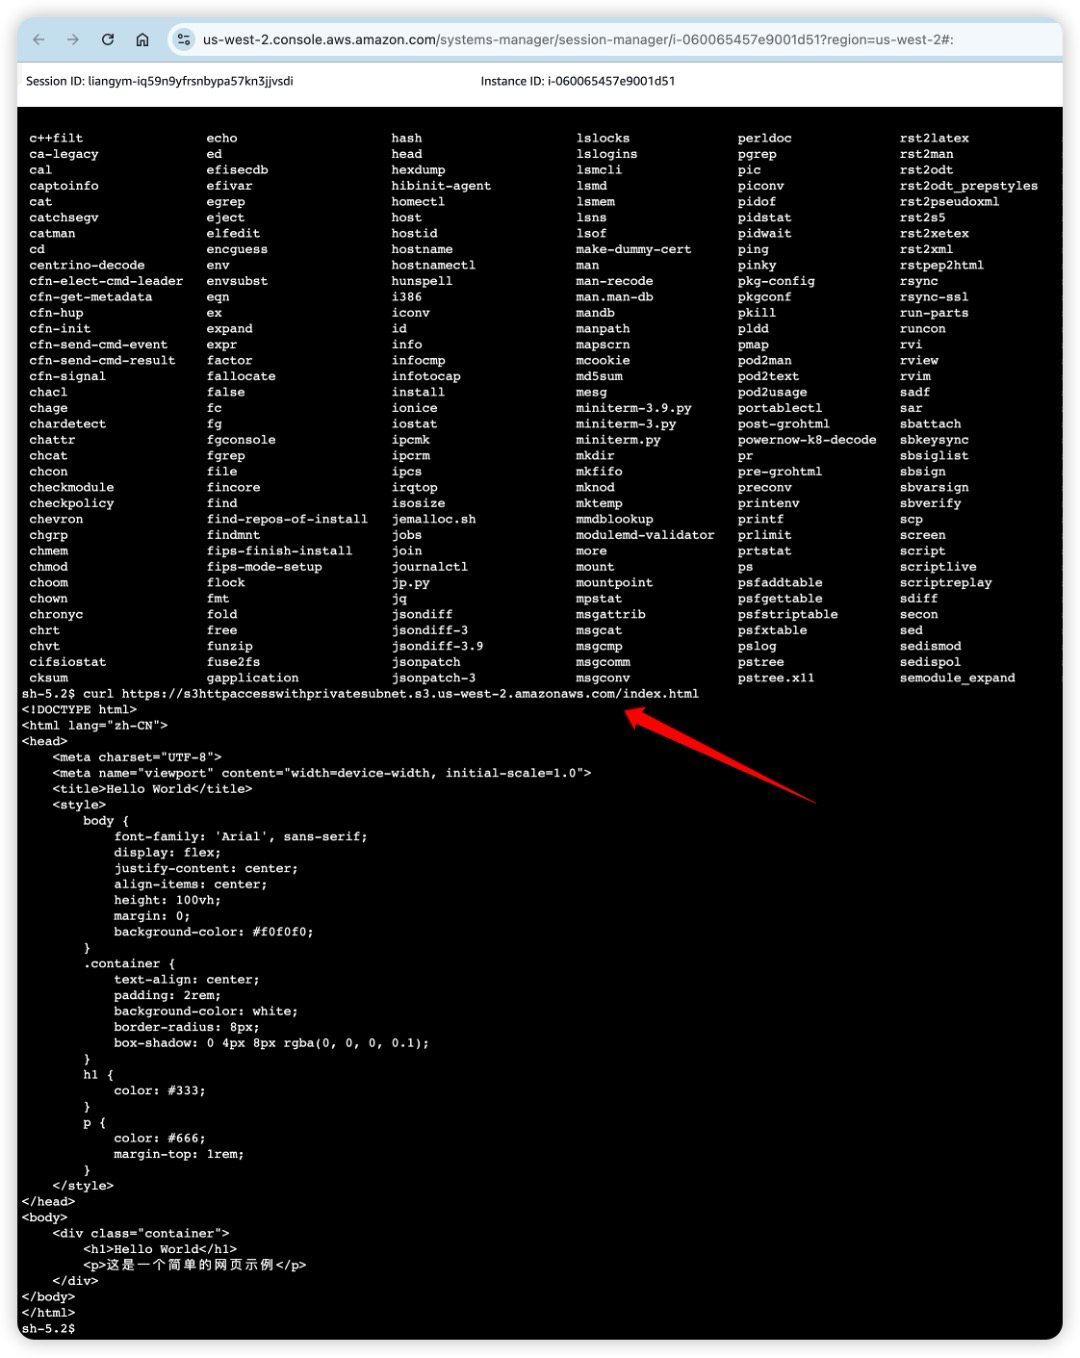 us-west-2.console.aws.amazon.com/systems-manager/session-manager/i-060065457e9001d51?region=us-west-2#:
Session ID: liangym-iq59n9yfrsnbypa57kn3jjvsdi Instance ID: i-060065457e9001d51
c++filt echo hash lslocks perldoc rst2latex
ca-legacy ed head lslogins pgrep rst2man
cal efisecdb hexdump lsmcli pic rst2odt
captoinfo efivar hibinit-agent lsmd piconv rst2odt_prepstyles
cat egrep homectl lsmem pidof rst2pseudoxml
catchsegv eject host lsns pidstat rst2s5
catman elfedit hostid lsof pidwait rst2xetex
cd encguess hostname make-dummy-cert ping rst2xml
centrino-decode env hostnamectl man pinky rstpep2html
cfn-elect-cmd-leader envsubst hunspell man-recode pkg-config rsync
cfn-get-metadata eqn i386 man.man-db pkgconf rsync-ssl
cfn-hup ex iconv mandb pkill run-parts
cfn-init expand id manpath pldd runcon
cfn-send-cmd-event expr info mapscrn pmap rvi
cfn-send-cmd-result factor infocmp mcookie pod2man rview
cfn-signal fallocate infotocap md5sum pod2text rvim
chacl false install mesg pod2usage sadf
chage fc ionice miniterm-3.9.py portablectl sar
chardetect fg iostat miniterm-3.py post-grohtml sbattach
chattr fgconsole ipcmk miniterm.py powernow-k8-decode sbkeysync
chcat fgrep ipcrm mkdir pr sbsiglist
chcon file ipcs mkfifo pre-grohtml sbsign
checkmodule fincore irqtop mknod preconv sbvarsign
checkpolicy find isosize mktemp printenv sbverify
chevron find-repos-of-install jemalloc.sh mmdblookup printf scp
chgrp findmnt jobs modulemd-validator prlimit screen
chmem fips-finish-install join more prtstat script
chmod fips-mode-setup journalctl mount ps scriptlive
choom flock jp.py mountpoint psfaddtable scriptreplay
chown fmt jq mpstat psfgettable sdiff
chronyc fold jsondiff msgattrib psfstriptable secon
chrt free jsondiff-3 msgcat psfxtable sed
chvt funzip jsondiff-3.9 msgcmp pslog sedismod
cifsiostat fuse2fs jsonpatch msgcomm pstree sedispol
cksum gapplication jsonpatch-3 msgconv pstree.x11 semodule_expand
sh-5.2$ curl https://s3httpaccesswithprivatesubnet.s3.us-west-2.amazonaws.com/index.html
<!DOCTYPE html>
<html lang="zh-CN">
<head>
    <meta charset="UTF-8">
    <meta name="viewport" content="width=device-width, initial-scale=1.0">
    <title>Hello World</title>
    <style>
        body {
            font-family: 'Arial', sans-serif;
            display: flex;
            justify-content: center;
            align-items: center;
            height: 100vh;
            margin: 0;
            background-color: #f0f0f0;
        }
        .container {
            text-align: center;
            padding: 2rem;
            background-color: white;
            border-radius: 8px;
            box-shadow: 0 4px 8px rgba(0, 0, 0, 0.1);
        }
        h1 {
            color: #333;
        }
        p {
            color: #666;
            margin-top: 1rem;
        }
    </style>
</head>
<body>
    <div class="container">
        <h1>Hello World</h1>
        <p>这是一个简单的网页示例</p>
    </div>
</body>
</html>
sh-5.2$